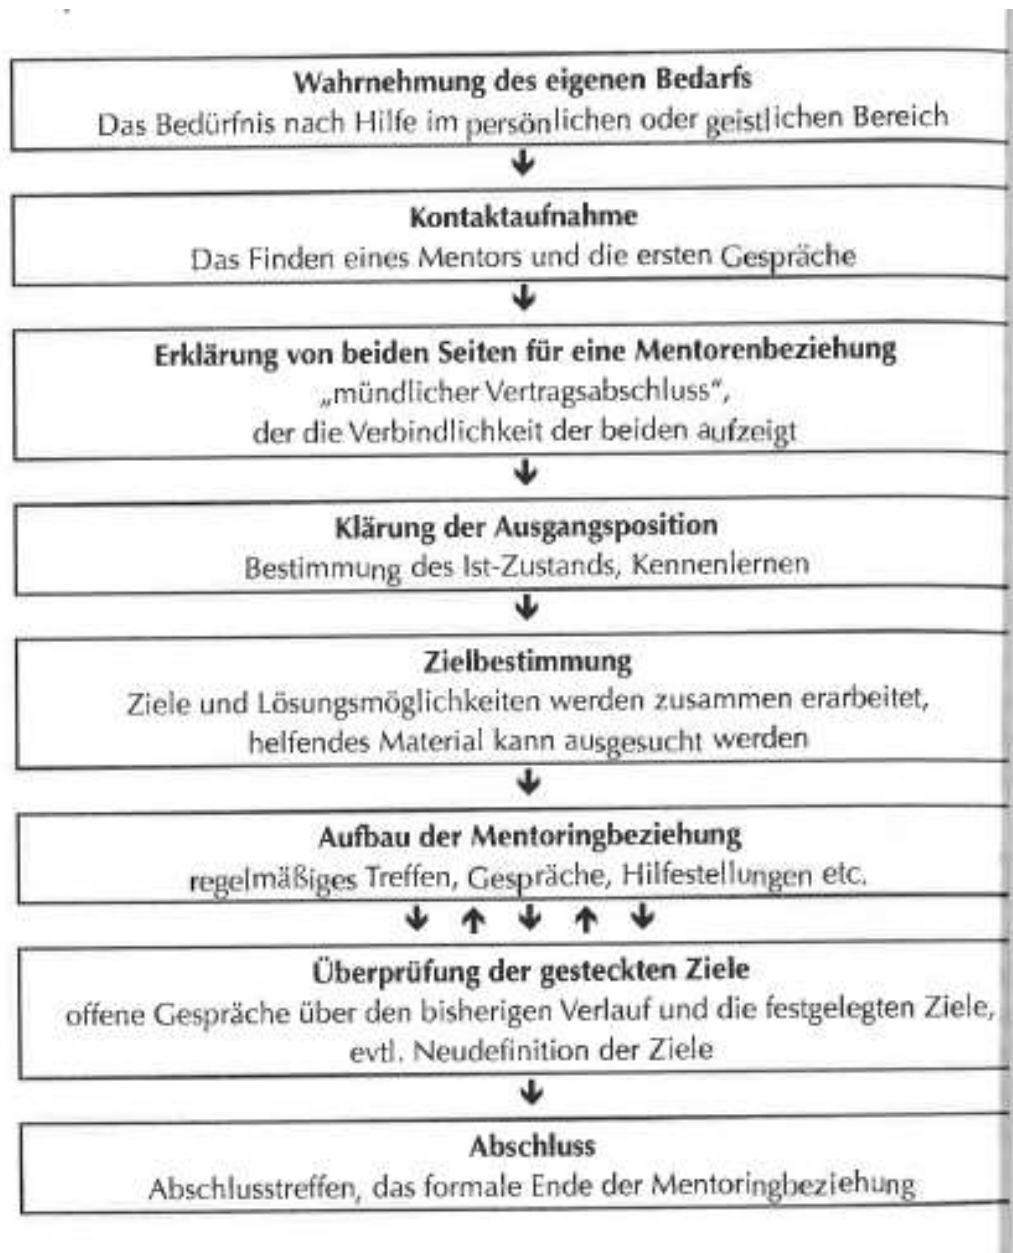 Wahrnehmung des eigenen Bedarfs
Das Bedürfnis nach Hilfe im persönlichen oder geistlichen Bereich
Kontaktaufnahme
Das Finden eines Mentors und die ersten Gespräche
Erklärung von beiden Seiten für eine Mentorenbeziehung
„mündlicher Vertragsabschluss“,
der die Verbindlichkeit der beiden aufzeigt
Klärung der Ausgangsposition
Bestimmung des Ist-Zustands, Kennenlernen
Zielbestimmung
Ziele und Lösungsmöglichkeiten werden zusammen erarbeitet,
helfendes Material kann ausgesucht werden
Aufbau der Mentoringbeziehung
regelmäßiges Treffen, Gespräche, Hilfestellungen etc.
Überprüfung der gesteckten Ziele
offene Gespräche über den bisherigen Verlauf und die festgelegten Ziele,
evtl. Neudefinition der Ziele
Abschluss
Abschlusstreffen, das formale Ende der Mentoringbeziehung